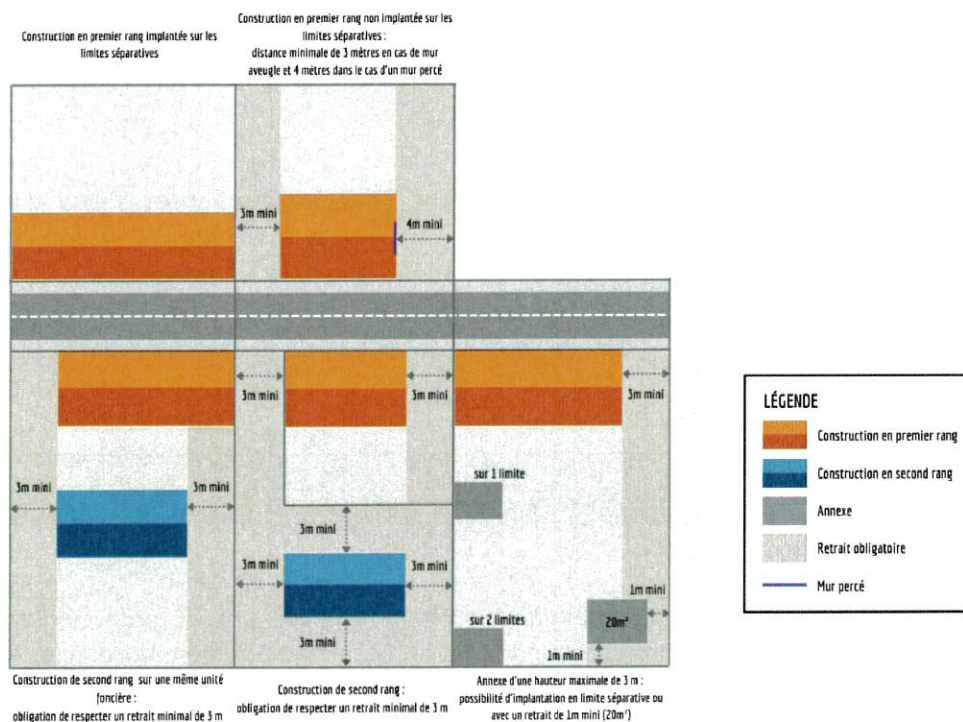 Construction en premier rang implantée sur les
limites séparatives
Construction en premier rang non implantée sur les
limites séparatives :
distance minimale de 3 mètres en cas de mur
aveugle et 4 mètres dans le cas d'un mur percé
3m mini
4m mini
3m mini
3m mini
3m mini
3m mini
3m mini
sur 1 limite
3m mini
3m mini
3m mini
1m mini
sur 2 limites
20m²
3m mini
1m mini
Construction de second rang sur une même unité
foncière :
obligation de respecter un retrait minimal de 3 m
Construction de second rang :
obligation de respecter un retrait minimal de 3 m
Annexe d'une hauteur maximale de 3 m :
possibilité d'implantation en limite séparative ou
avec un retrait de 1m mini (20m²)
LÉGENDE
Construction en premier rang
Construction en second rang
Annexe
Retrait obligatoire
Mur percé